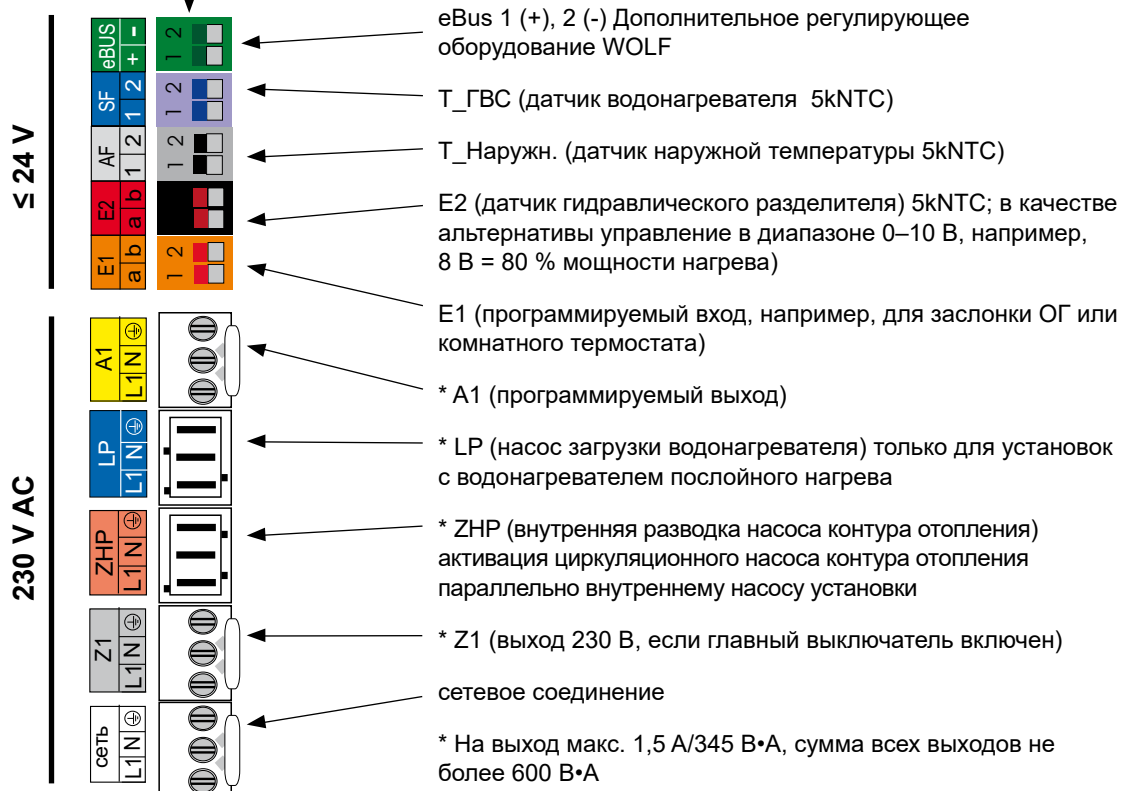 ≤ 24 V
eBUS + -
1 2
eBus 1 (+), 2 (-) Дополнительное регулирующее
оборудование WOLF
SF 1 2
1 2
T_ГВС (датчик водонагревателя 5kNTC)
AF 1 2
1 2
T_Наружн. (датчик наружной температуры 5kNTC)
E2 a b
E2 (датчик гидравлического разделителя) 5kNTC; в качестве
альтернативы управление в диапазоне 0–10 В, например,
8 В = 80 % мощности нагрева)
E1 a b
1 2
E1 (программируемый вход, например, для заслонки ОГ или
комнатного термостата)
230 V AC
A1 L1 N
* A1 (программируемый выход)
LP L1 N
* LP (насос загрузки водонагревателя) только для установок
с водонагревателем послойного нагрева
ZHP L1 N
* ZHP (внутренняя разводка насоса контура отопления)
активация циркуляционного насоса контура отопления
параллельно внутреннему насосу установки
Z1 L1 N
* Z1 (выход 230 В, если главный выключатель включен)
сеть L1 N
сетевое соединение
* На выход макс. 1,5 A/345 В•А, сумма всех выходов не
более 600 В•А